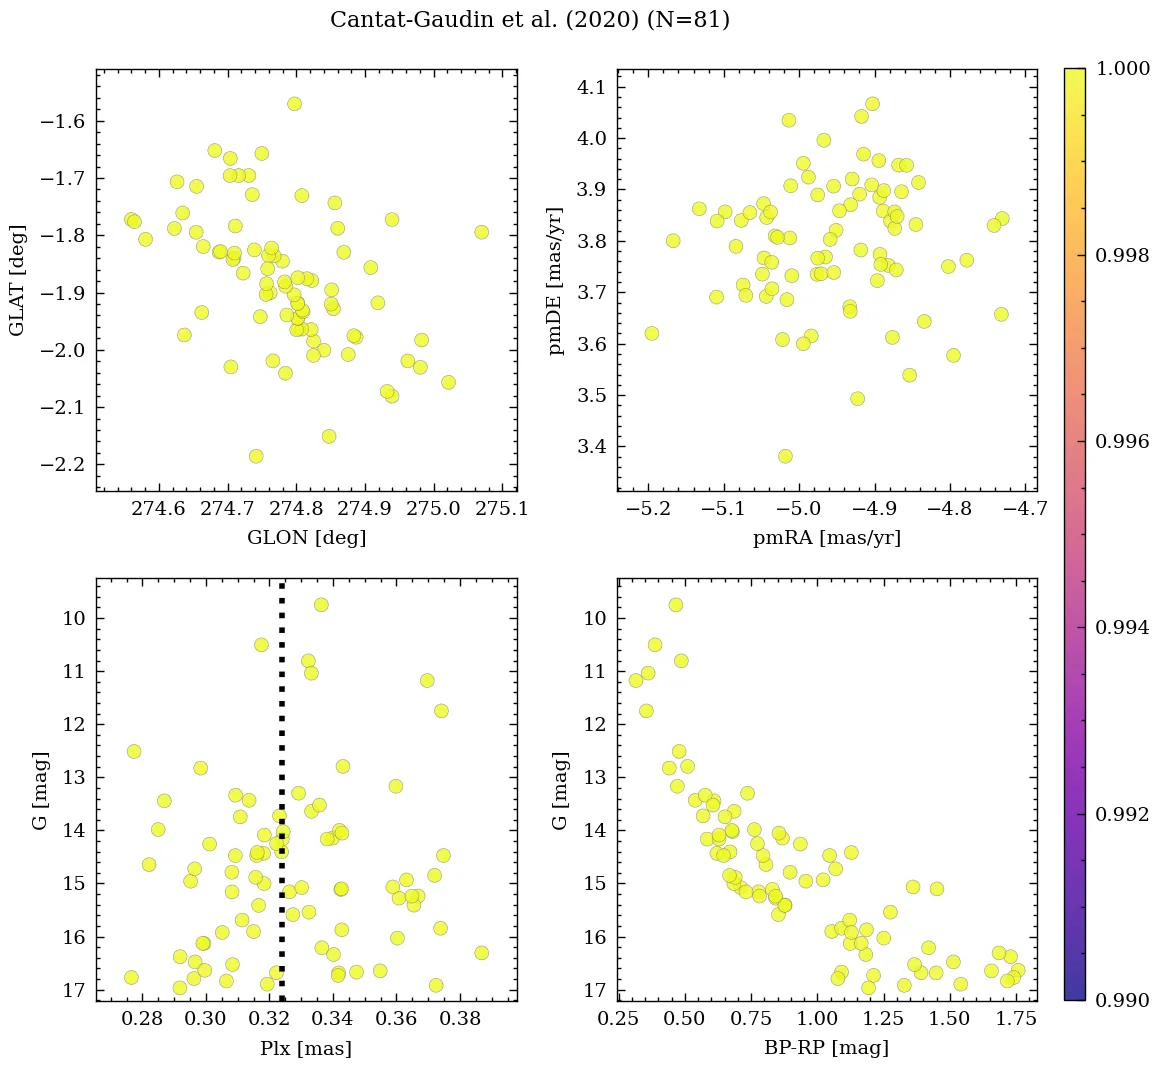 Cantat-Gaudin et al. (2020) (N=81)
−1.6
−1.7
−1.8
−1.9
−2.0
−2.1
−2.2
GLAT [deg]
274.6 274.7 274.8 274.9 275.0 275.1
GLON [deg]
4.1
4.0
3.9
3.8
3.7
3.6
3.5
3.4
pmDE [mas/yr]
−5.2 −5.1 −5.0 −4.9 −4.8 −4.7
pmRA [mas/yr]
10
11
12
13
14
15
16
17
G [mag]
0.28 0.30 0.32 0.34 0.36 0.38
Plx [mas]
10
11
12
13
14
15
16
17
G [mag]
0.25 0.50 0.75 1.00 1.25 1.50 1.75
BP-RP [mag]
1.000
0.998
0.996
0.994
0.992
0.990